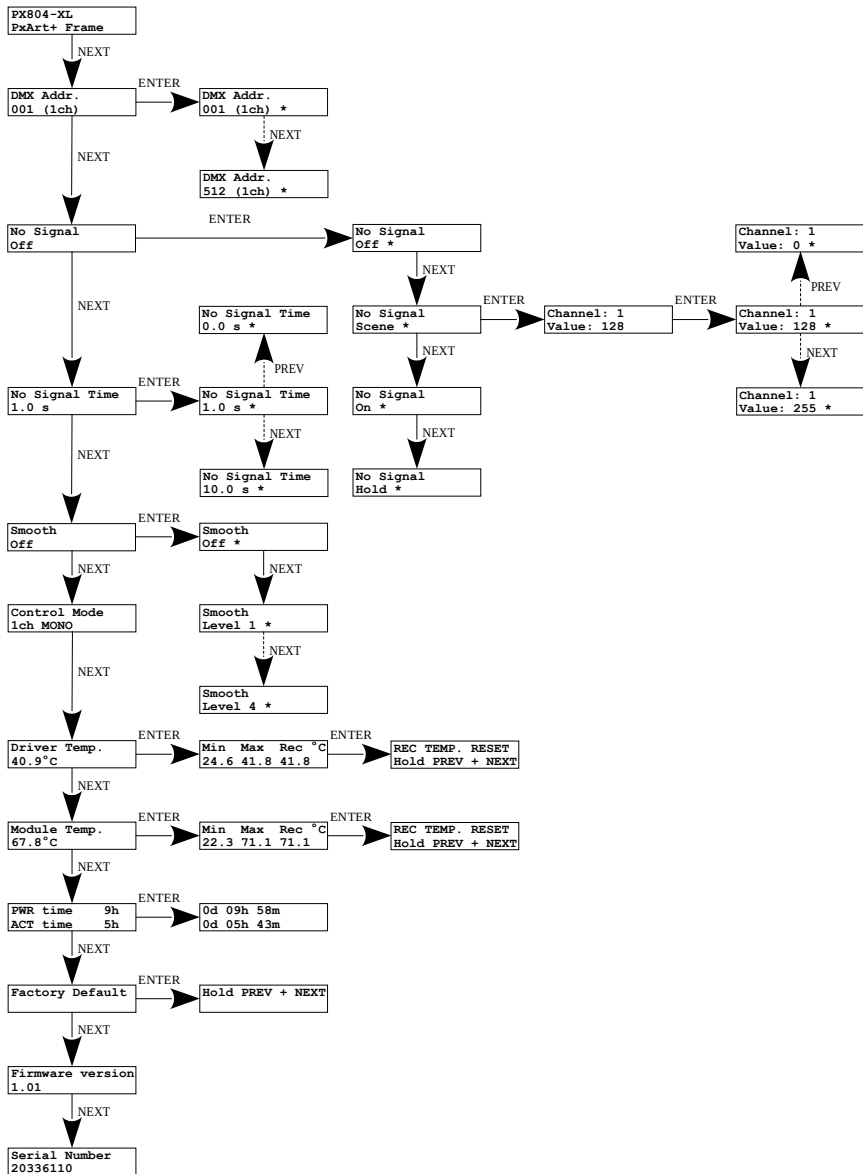 PX804-XL
PxArt+ Frame
NEXT
ENTER
DMX Addr.
001 (1ch)
DMX Addr.
001 (1ch) *
NEXT
NEXT
DMX Addr.
512 (1ch) *
ENTER
No Signal
Off
No Signal
Off *
Channel: 1
Value: 0 *
NEXT
NEXT
PREV
No Signal Time
0.0 s *
No Signal
Scene *
ENTER
Channel: 1
Value: 128
ENTER
Channel: 1
Value: 128 *
PREV
NEXT
NEXT
No Signal Time
1.0 s
ENTER
No Signal Time
1.0 s *
No Signal
On *
Channel: 1
Value: 255 *
NEXT
NEXT
NEXT
No Signal Time
10.0 s *
No Signal
Hold *
Smooth
Off
ENTER
Smooth
Off *
NEXT
NEXT
Control Mode
1ch MONO
Smooth
Level 1 *
NEXT
NEXT
Smooth
Level 4 *
Driver Temp.
40.9°C
ENTER
Min Max Rec °C
24.6 41.8 41.8
ENTER
REC TEMP. RESET
Hold PREV + NEXT
NEXT
Module Temp.
67.8°C
ENTER
Min Max Rec °C
22.3 71.1 71.1
ENTER
REC TEMP. RESET
Hold PREV + NEXT
NEXT
PWR time 9h
ACT time 5h
ENTER
0d 09h 58m
0d 05h 43m
NEXT
Factory Default
ENTER
Hold PREV + NEXT
NEXT
Firmware version
1.01
NEXT
Serial Number
20336110